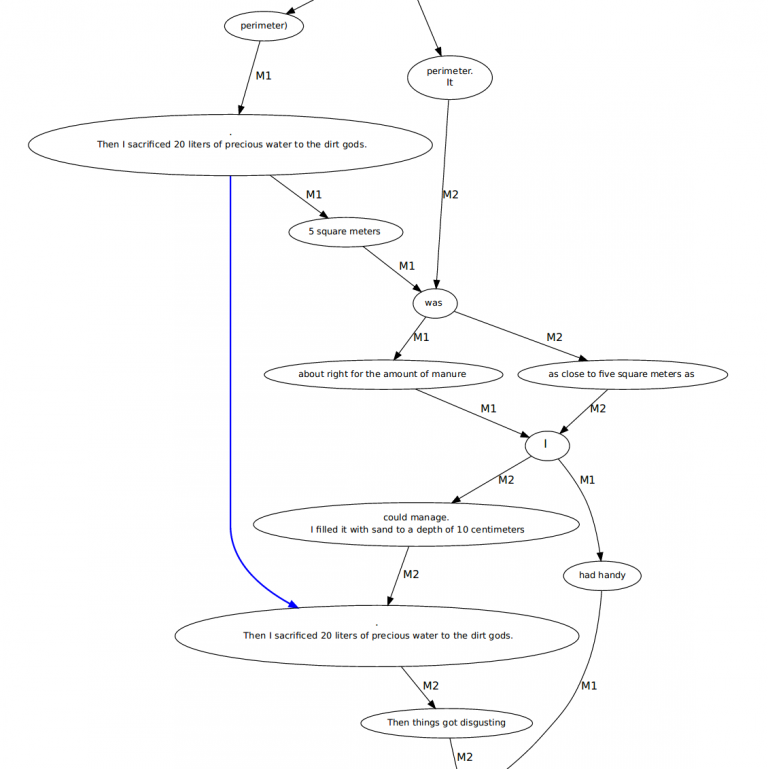 perimeter)
M1
perimeter.
It
.
Then I sacrificed 20 liters of precious water to the dirt gods.
M1
M2
5 square meters
M1
was
M1
M2
about right for the amount of manure
as close to five square meters as
M1
M2
I
M2
M1
could manage.
I filled it with sand to a depth of 10 centimeters
M2
had handy
.
Then I sacrificed 20 liters of precious water to the dirt gods.
M2
M1
Then things got disgusting
M2